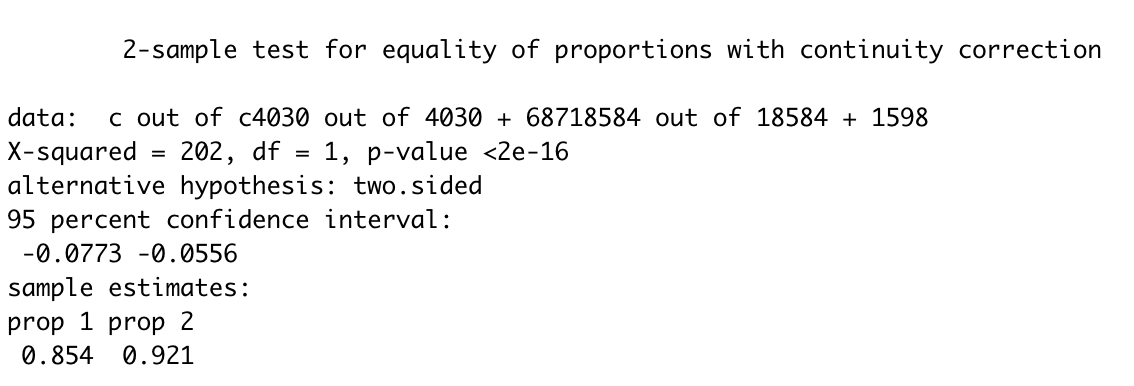 2-sample test for equality of proportions with continuity correction
data:  c out of c4030 out of 4030 + 68718584 out of 18584 + 1598
X-squared = 202, df = 1, p-value <2e-16
alternative hypothesis: two.sided
95 percent confidence interval:
-0.0773 -0.0556
sample estimates:
prop 1 prop 2
0.854  0.921